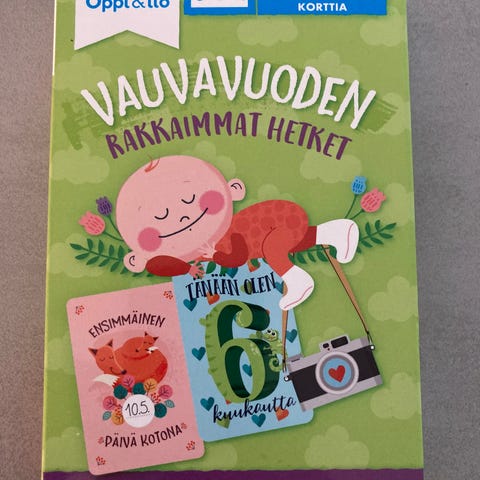 Oppi&ilo
KORTTIA
VAUVAVUODEN
RAKKAIMMAT HETKET
TÄNÄÄN OLEN
6
kuukautta
ENSIMMÄINEN
10.5.
PÄIVÄ KOTONA